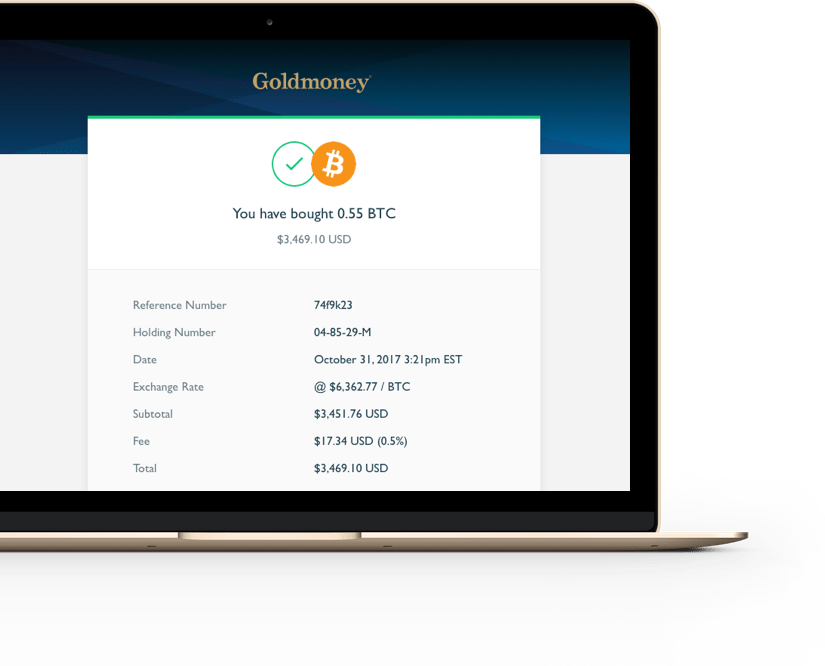 Goldmoney
You have bought 0.55 BTC
$3,469.10 USD
Reference Number 74f9k23
Holding Number 04-85-29-M
Date October 31, 2017 3:21pm EST
Exchange Rate @ $6,362.77 / BTC
Subtotal $3,451.76 USD
Fee $17.34 USD (0.5%)
Total $3,469.10 USD